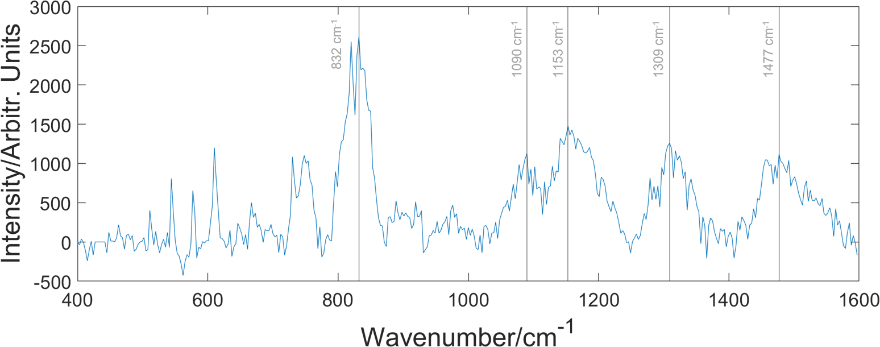 3000
2500
2000
1500
1000
500
0
-500
Intensity/Arbitr. Units
832 cm-1
1090 cm-1
1153 cm-1
1309 cm-1
1477 cm-1
400
600
800
1000
1200
1400
1600
Wavenumber/cm-1